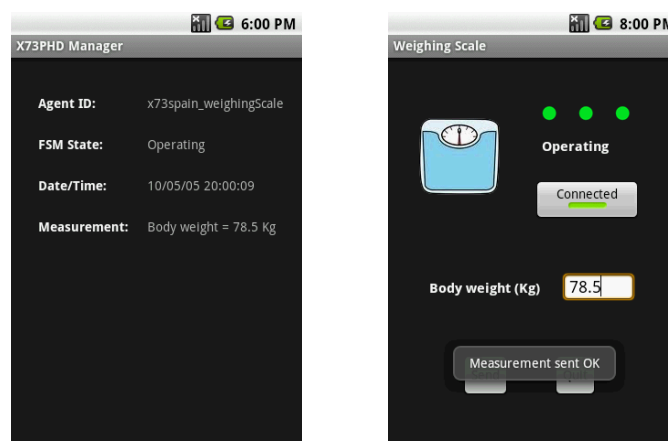 6:00 PM
X73PHD Manager
Agent ID: x73spain_weighingScale
FSM State: Operating
Date/Time: 10/05/05 20:00:09
Measurement: Body weight = 78.5 Kg
8:00 PM
Weighing Scale
Operating
Connected
Body weight (Kg) 78.5
Measurement sent OK